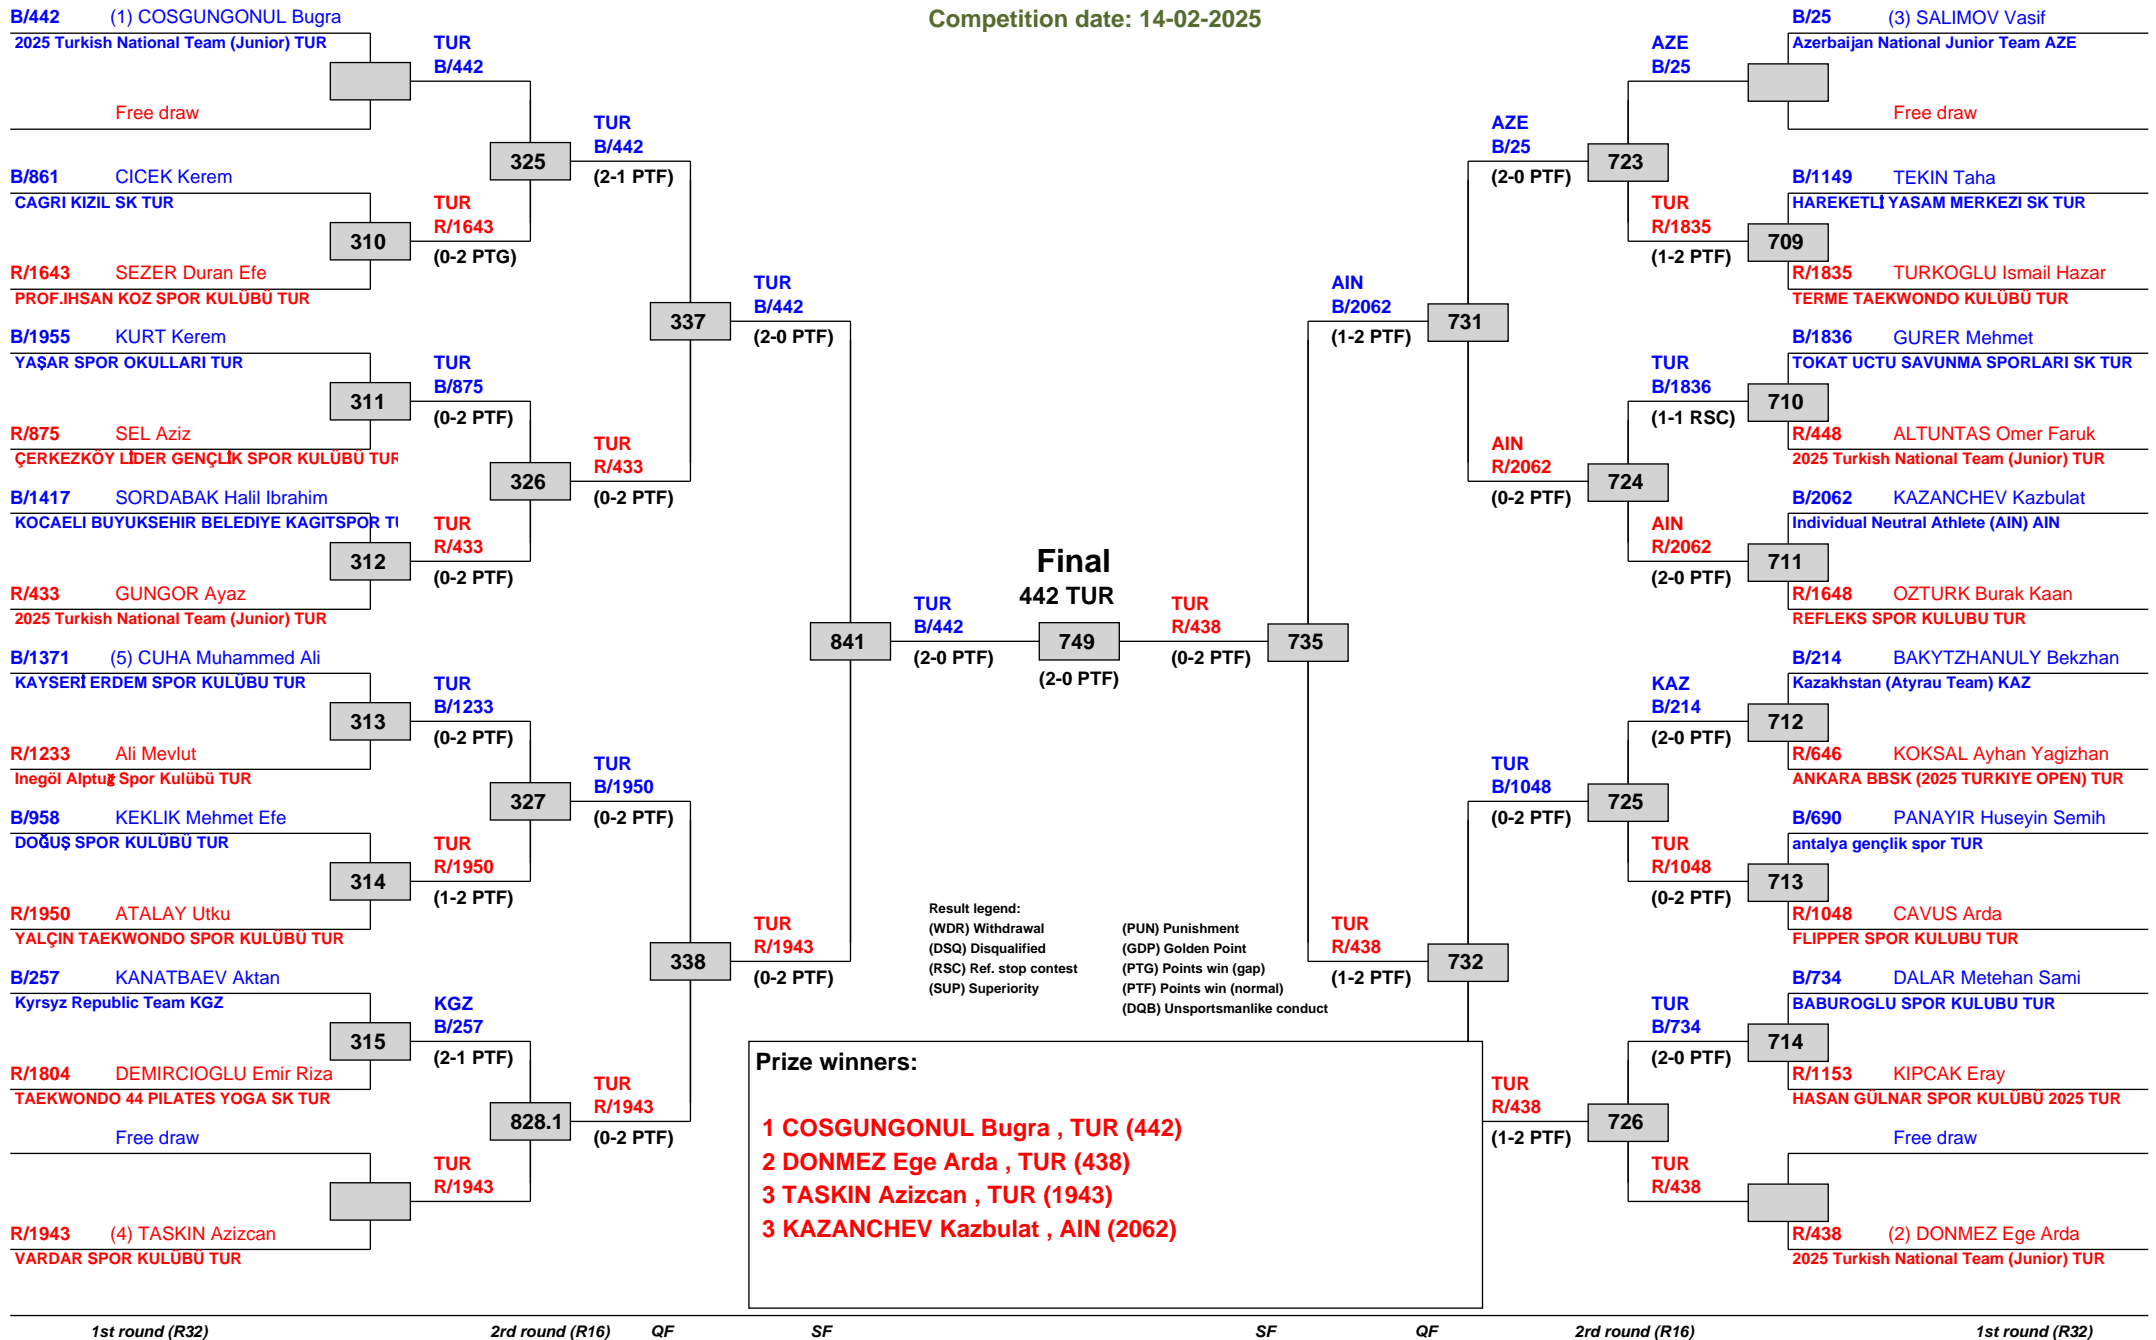 Competition date: 14-02-2025
B/442 (1) COSGUNGONUL Bugra
2025 Turkish National Team (Junior) TUR
Free draw
TUR
B/442
B/861 CICEK Kerem
CAGRI KIZIL SK TUR
310
R/1643 SEZER Duran Efe
PROF.IHSAN KOZ SPOR KULÜBÜ TUR
TUR
R/1643
(0-2 PTG)
325
TUR
B/442
(2-1 PTF)
B/1955 KURT Kerem
YAŞAR SPOR OKULLARI TUR
311
R/875 SEL Aziz
ÇERKEZKÖY LİDER GENÇLİK SPOR KULÜBÜ TUR
TUR
B/875
(0-2 PTF)
B/1417 SORDABAK Halil Ibrahim
KOCAELI BUYUKSEHIR BELEDIYE KAGITSPOR TU
312
R/433 GUNGOR Ayaz
2025 Turkish National Team (Junior) TUR
TUR
R/433
(0-2 PTF)
326
TUR
R/433
(0-2 PTF)
337
TUR
B/442
(2-0 PTF)
B/1371 (5) CUHA Muhammed Ali
KAYSERİ ERDEM SPOR KULÜBU TUR
313
R/1233 Ali Mevlut
Inegöl Alptuğ Spor Kulübü TUR
TUR
B/1233
(0-2 PTF)
B/958 KEKLIK Mehmet Efe
DOĞUŞ SPOR KULÜBÜ TUR
314
R/1950 ATALAY Utku
YALÇIN TAEKWONDO SPOR KULÜBÜ TUR
TUR
R/1950
(1-2 PTF)
327
TUR
B/1950
(0-2 PTF)
B/257 KANATBAEV Aktan
Kyrsyz Republic Team KGZ
315
R/1804 DEMIRCIOGLU Emir Riza
TAEKWONDO 44 PILATES YOGA SK TUR
KGZ
B/257
(2-1 PTF)
Free draw
R/1943 (4) TASKIN Azizcan
VARDAR SPOR KULÜBÜ TUR
TUR
R/1943
828.1
TUR
R/1943
(0-2 PTF)
338
TUR
R/1943
(0-2 PTF)
841
TUR
B/442
(2-0 PTF)
Final
442 TUR
749
(2-0 PTF)
TUR
R/438
(0-2 PTF)
735
AIN
B/2062
(1-2 PTF)
731
AZE
B/25
(2-0 PTF)
723
AZE
B/25
B/25 (3) SALIMOV Vasif
Azerbaijan National Junior Team AZE
Free draw
TUR
R/1835
(1-2 PTF)
709
B/1149 TEKIN Taha
HAREKETLİ YASAM MERKEZI SK TUR
R/1835 TURKOGLU Ismail Hazar
TERME TAEKWONDO KULÜBÜ TUR
AIN
R/2062
(0-2 PTF)
724
TUR
B/1836
(1-1 RSC)
710
B/1836 GURER Mehmet
TOKAT UCTU SAVUNMA SPORLARI SK TUR
R/448 ALTUNTAS Omer Faruk
2025 Turkish National Team (Junior) TUR
AIN
R/2062
(2-0 PTF)
711
B/2062 KAZANCHEV Kazbulat
Individual Neutral Athlete (AIN) AIN
R/1648 OZTURK Burak Kaan
REFLEKS SPOR KULUBU TUR
TUR
R/438
(1-2 PTF)
732
TUR
B/1048
(0-2 PTF)
725
KAZ
B/214
(2-0 PTF)
712
B/214 BAKYTZHANULY Bekzhan
Kazakhstan (Atyrau Team) KAZ
R/646 KOKSAL Ayhan Yagizhan
ANKARA BBSK (2025 TURKIYE OPEN) TUR
TUR
R/1048
(0-2 PTF)
713
B/690 PANAYIR Huseyin Semih
antalya gençlik spor TUR
R/1048 CAVUS Arda
FLIPPER SPOR KULUBU TUR
TUR
R/438
(1-2 PTF)
726
TUR
B/734
(2-0 PTF)
714
B/734 DALAR Metehan Sami
BABUROGLU SPOR KULUBU TUR
R/1153 KIPCAK Eray
HASAN GÜLNAR SPOR KULÜBÜ 2025 TUR
TUR
R/438
Free draw
R/438 (2) DONMEZ Ege Arda
2025 Turkish National Team (Junior) TUR
Result legend:
(WDR) Withdrawal (PUN) Punishment
(DSQ) Disqualified (GDP) Golden Point
(RSC) Ref. stop contest (PTG) Points win (gap)
(SUP) Superiority (PTF) Points win (normal)
(DQB) Unsportsmanlike conduct
Prize winners:
1 COSGUNGONUL Bugra , TUR (442)
2 DONMEZ Ege Arda , TUR (438)
3 TASKIN Azizcan , TUR (1943)
3 KAZANCHEV Kazbulat , AIN (2062)
1st round (R32) 2rd round (R16) QF SF SF QF 2rd round (R16) 1st round (R32)